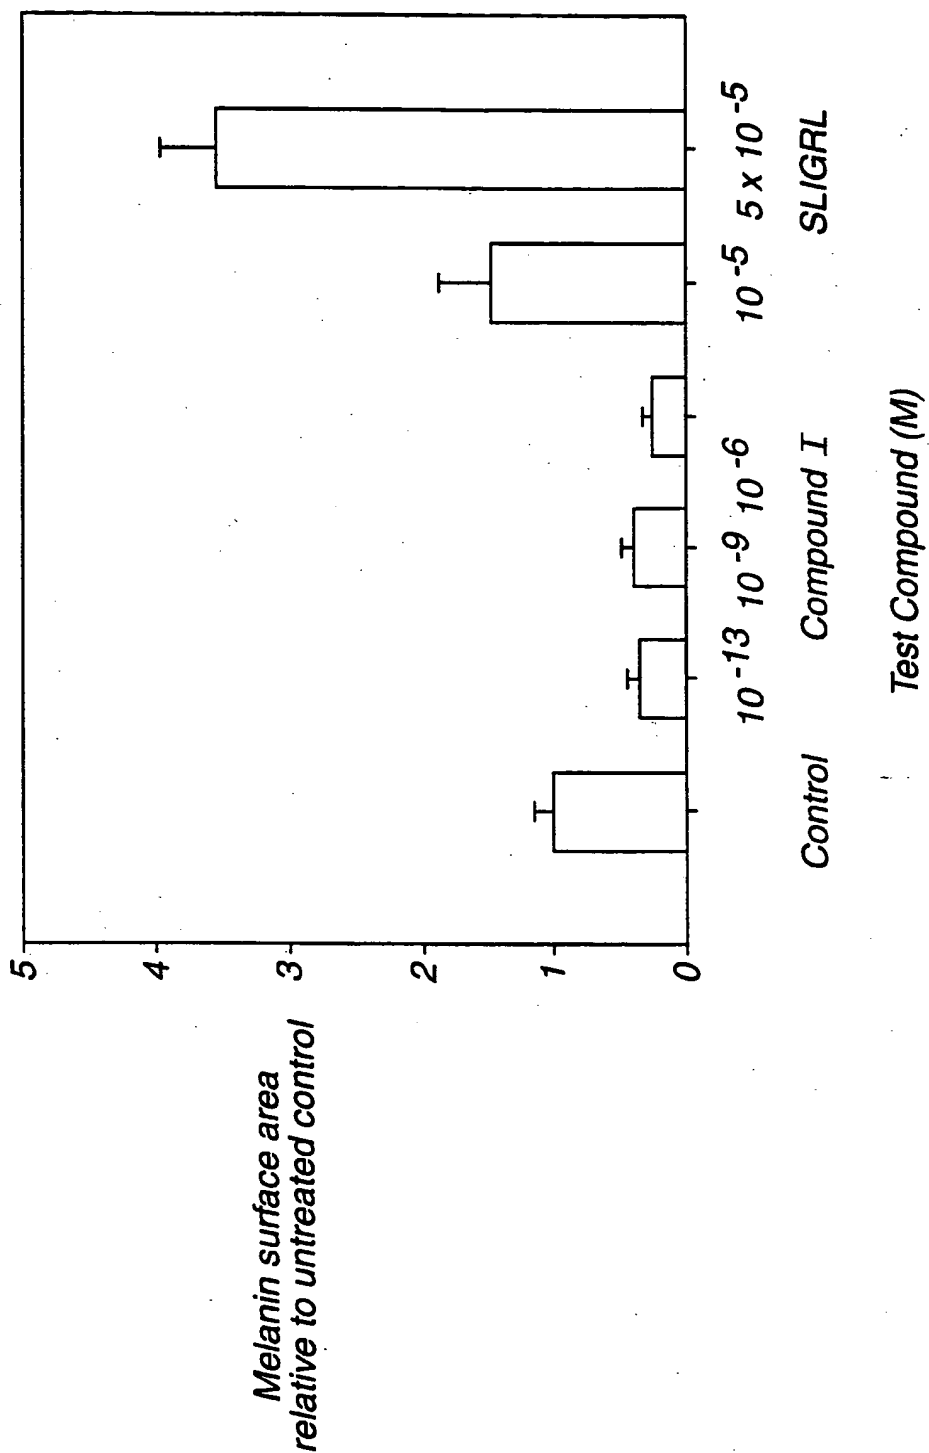 Melanin surface area
relative to untreated control
5
4
3
2
1
0
10^-13 10^-9 10^-6 10^-5 5 x 10^-5
Control Compound I SLIGRL
Test Compound (M)